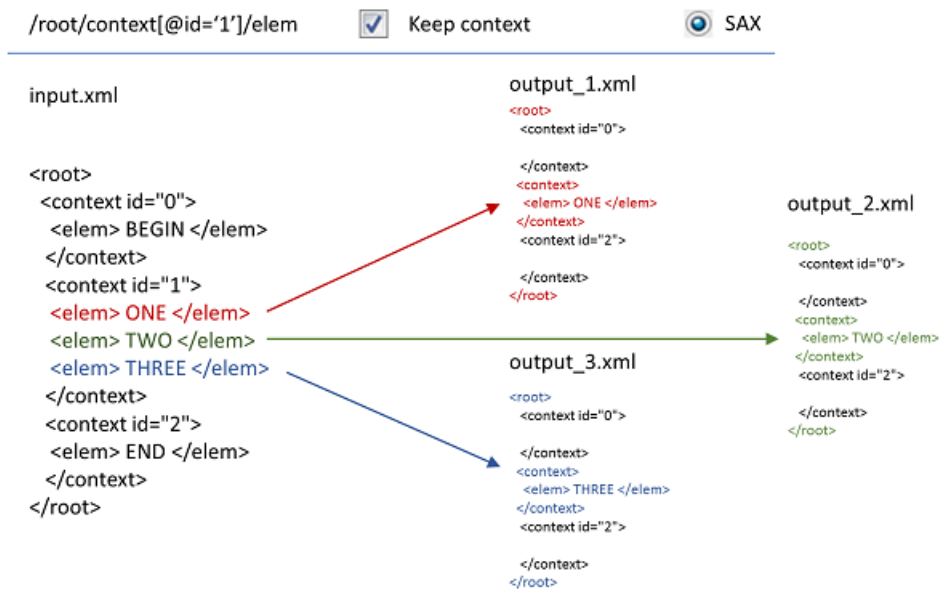 /root/context[@id=‘1’]/elem Keep context SAX
input.xml
<root>
<context id="0">
<elem> BEGIN </elem>
</context>
<context id="1">
<elem> ONE </elem>
<elem> TWO </elem>
<elem> THREE </elem>
</context>
<context id="2">
<elem> END </elem>
</context>
</root>
output_1.xml
<root>
<context id="0">
</context>
<context>
<elem> ONE </elem>
</context>
<context id="2">
</context>
</root>
output_2.xml
<root>
<context id="0">
</context>
<context>
<elem> TWO </elem>
</context>
<context id="2">
</context>
</root>
output_3.xml
<root>
<context id="0">
</context>
<context>
<elem> THREE </elem>
</context>
<context id="2">
</context>
</root>